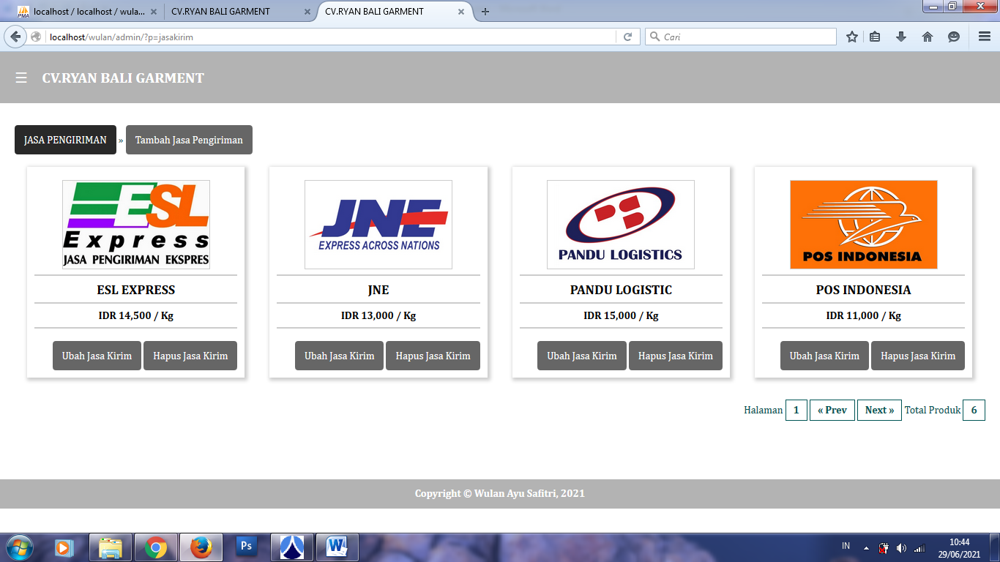 localhost / localhost / wula...
CV.RYAN BALI GARMENT
CV.RYAN BALI GARMENT
localhost/wulan/admin/?p=jasakirim
Cari
☰ CV.RYAN BALI GARMENT
JASA PENGIRIMAN » Tambah Jasa Pengiriman
ESL
Express
JASA PENGIRIMAN EKSPRES
ESL EXPRESS
IDR 14,500 / Kg
Ubah Jasa Kirim Hapus Jasa Kirim
JNE
EXPRESS ACROSS NATIONS
JNE
IDR 13,000 / Kg
Ubah Jasa Kirim Hapus Jasa Kirim
PANDU LOGISTICS
PANDU LOGISTIC
IDR 15,000 / Kg
Ubah Jasa Kirim Hapus Jasa Kirim
POS INDONESIA
POS INDONESIA
IDR 11,000 / Kg
Ubah Jasa Kirim Hapus Jasa Kirim
Halaman 1 « Prev Next » Total Produk 6
Copyright © Wulan Ayu Safitri, 2021
Ps
W
IN
10:44
29/06/2021